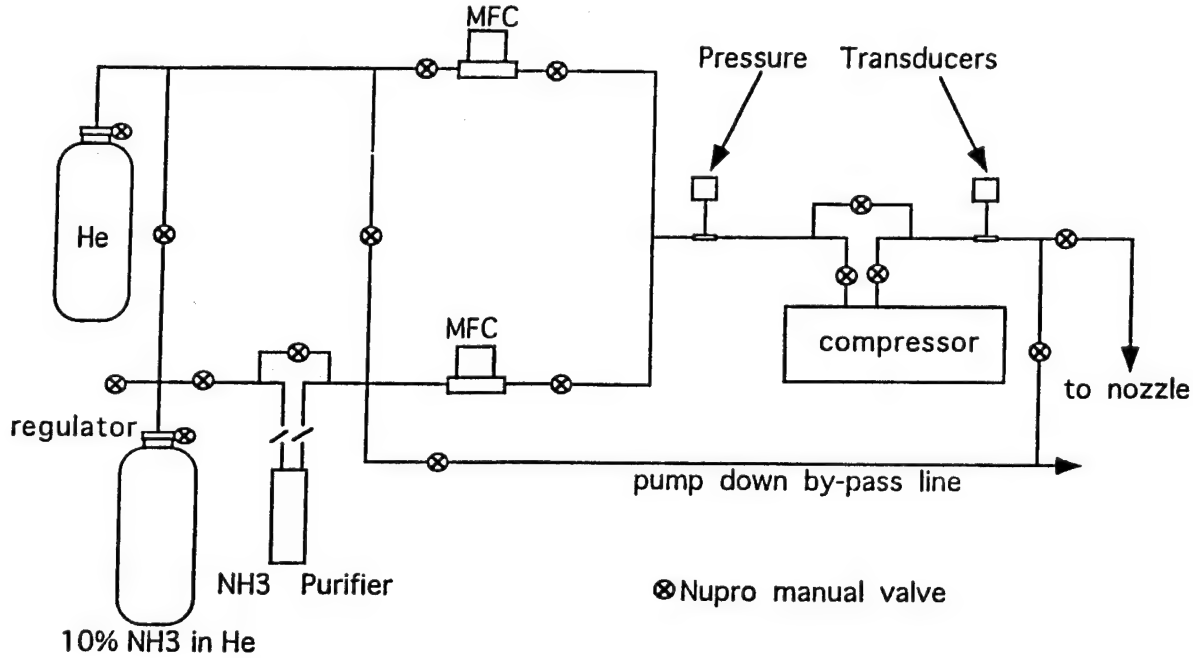 MFC
Pressure Transducers
He
MFC
compressor
to nozzle
regulator
pump down by-pass line
NH3 Purifier
⊗ Nupro manual valve
10% NH3 in He